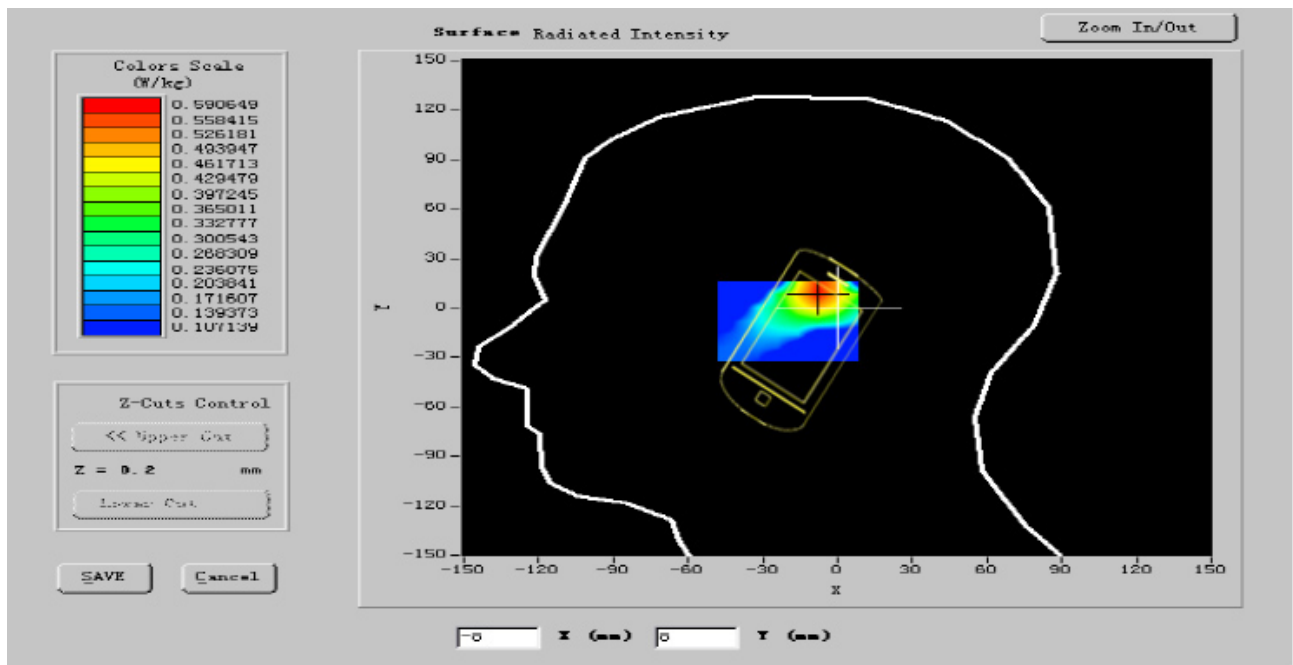 Surface Radiated Intensity
Zoom In/Out
Colors Scale
(W/kg)
0.590649
0.558415
0.526181
0.493947
0.461713
0.429479
0.397245
0.365011
0.332777
0.300543
0.268309
0.236075
0.203841
0.171607
0.139373
0.107139
150
120
90
60
30
0
-30
-60
-90
-120
-150
Z
-150 -120 -90 -60 -30 0 30 60 90 120 150
X
Z-Cuts Control
<< Upper Cut
Z = 0.2 mm
Lower Cut
SAVE Cancel
X (mm) Y (mm)